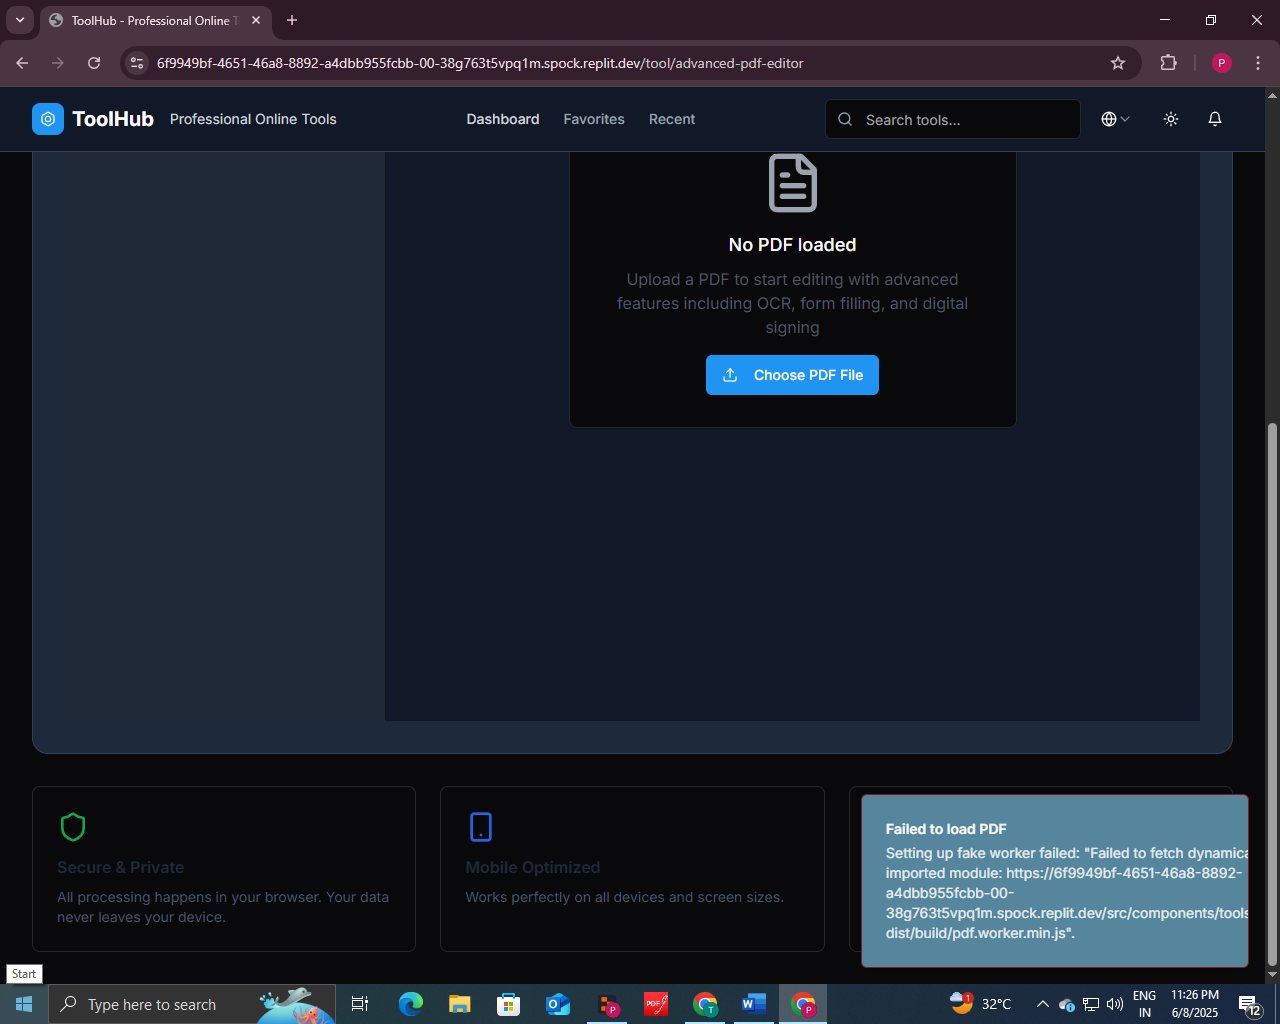 ToolHub - Professional Online T
6f9949bf-4651-46a8-8892-a4dbb955fcbb-00-38g763t5vpq1m.spock.replit.dev/tool/advanced-pdf-editor
P
ToolHub
Professional Online Tools
Dashboard
Favorites
Recent
Search tools...
No PDF loaded
Upload a PDF to start editing with advanced
features including OCR, form filling, and digital
signing
Choose PDF File
Secure & Private
All processing happens in your browser. Your data
never leaves your device.
Mobile Optimized
Works perfectly on all devices and screen sizes.
Failed to load PDF
Setting up fake worker failed: "Failed to fetch dynamica
imported module: https://6f9949bf-4651-46a8-8892-
a4dbb955fcbb-00-
38g763t5vpq1m.spock.replit.dev/src/components/tools
dist/build/pdf.worker.min.js".
Start
Type here to search
P
PDF
T
W
P
1
32°C
ENG
IN
11:26 PM
6/8/2025
12